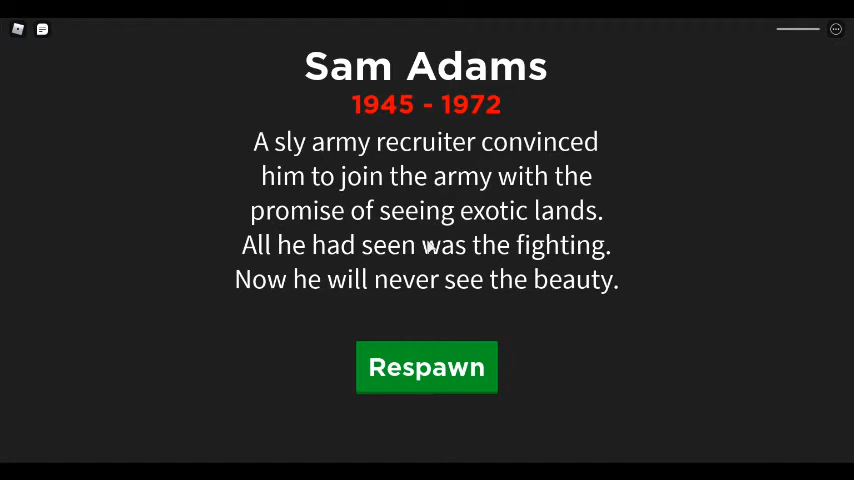 Sam Adams
1945 - 1972
A sly army recruiter convinced
him to join the army with the
promise of seeing exotic lands.
All he had seen was the fighting.
Now he will never see the beauty.
Respawn